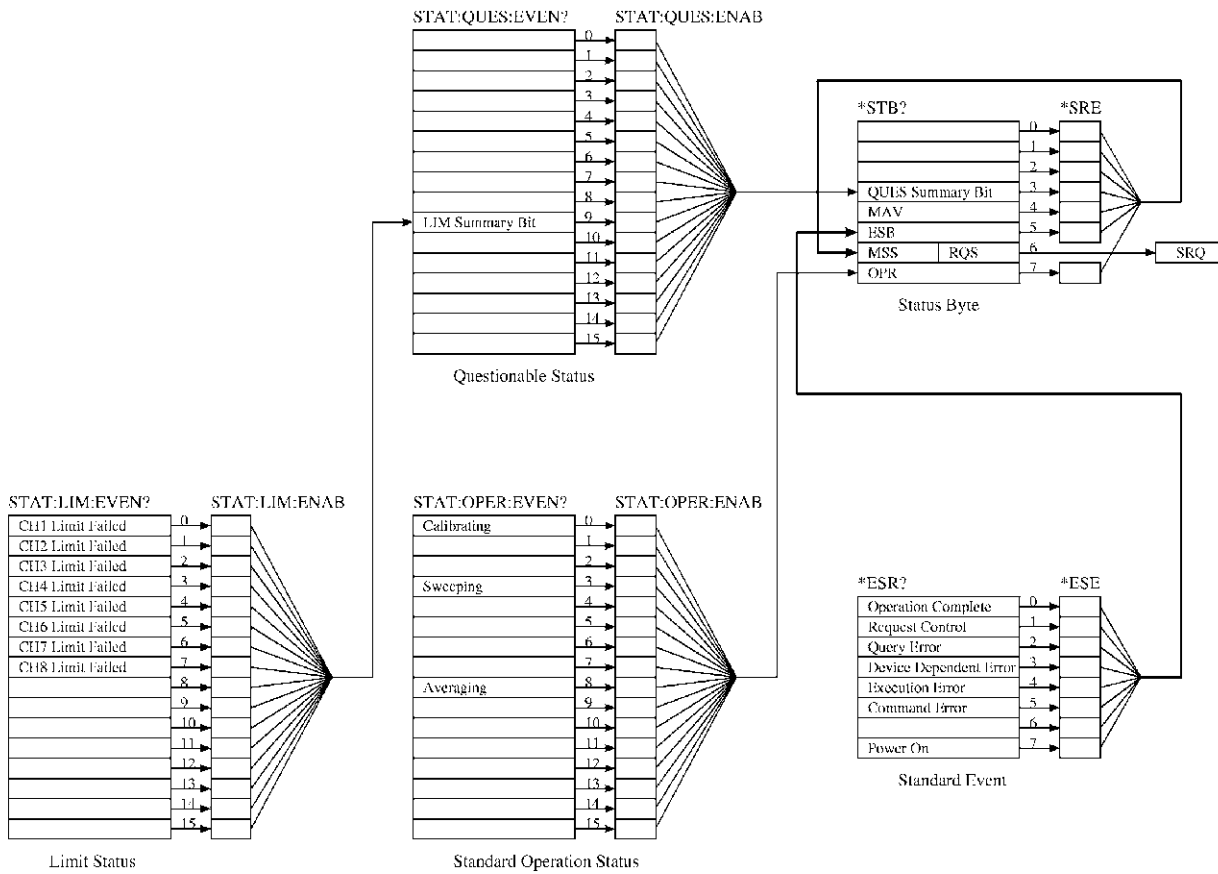 STAT:QUES:EVEN? STAT:QUES:ENAB
0
1
2
3
4
5
6
7
8
LIM Summary Bit 9
10
11
12
13
14
15
Questionable Status
*STB? *SRE
0
1
2
QUES Summary Bit 3
MAV 4
ESB 5
MSS RQS 6 SRQ
OPR 7
Status Byte
STAT:LIM:EVEN? STAT:LIM:ENAB
CH1 Limit Failed 0
CH2 Limit Failed 1
CH3 Limit Failed 2
CH4 Limit Failed 3
CH5 Limit Failed 4
CH6 Limit Failed 5
CH7 Limit Failed 6
CH8 Limit Failed 7
8
9
10
11
12
13
14
15
Limit Status
STAT:OPER:EVEN? STAT:OPER:ENAB
Calibrating 0
1
2
Sweeping 3
4
5
6
7
Averaging 8
9
10
11
12
13
14
15
Standard Operation Status
*ESR? *ESE
Operation Complete 0
Request Control 1
Query Error 2
Device Dependent Error 3
Execution Error 4
Command Error 5
6
Power On 7
Standard Event